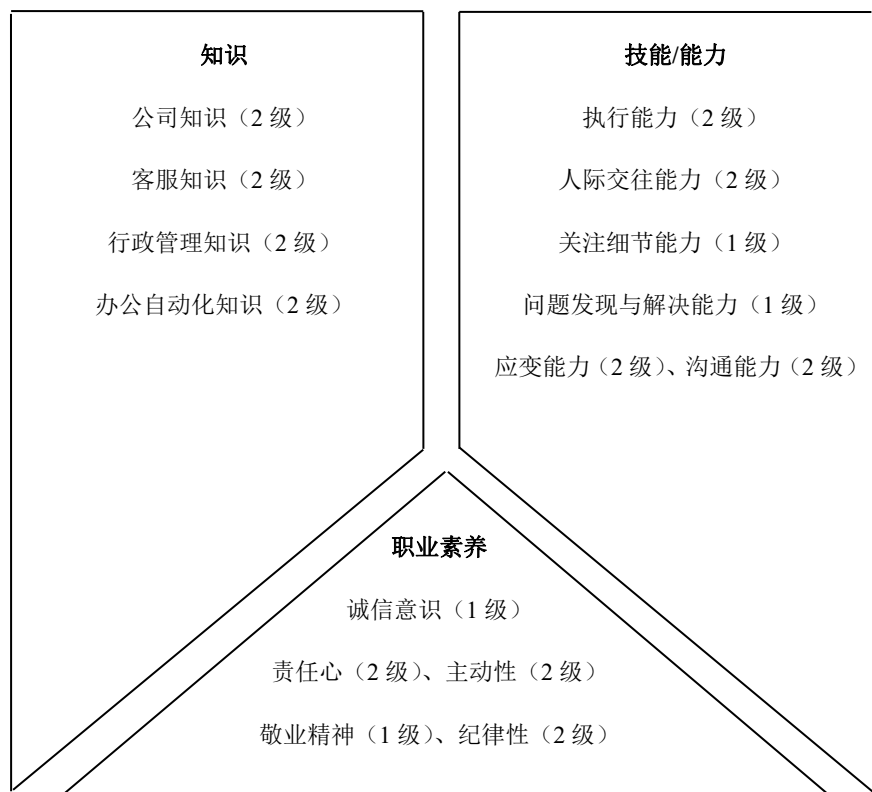 知识
公司知识（2 级）
客服知识（2 级）
行政管理知识（2 级）
办公自动化知识（2 级）
技能/能力
执行能力（2 级）
人际交往能力（2 级）
关注细节能力（1 级）
问题发现与解决能力（1 级）
应变能力（2 级）、沟通能力（2 级）
职业素养
诚信意识（1 级）
责任心（2 级）、主动性（2 级）
敬业精神（1 级）、纪律性（2 级）